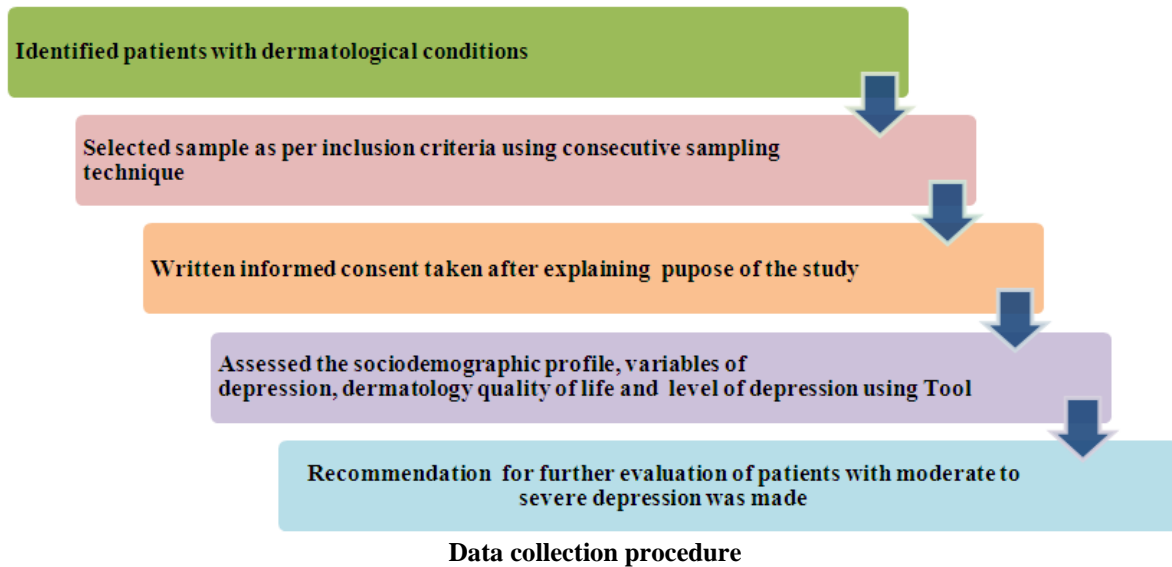 Identified patients with dermatological conditions
Selected sample as per inclusion criteria using consecutive sampling
technique
Written informed consent taken after explaining pupose of the study
Assessed the sociodemographic profile, variables of
depression, dermatology quality of life and level of depression using Tool
Recommendation for further evaluation of patients with moderate to
severe depression was made
Data collection procedure